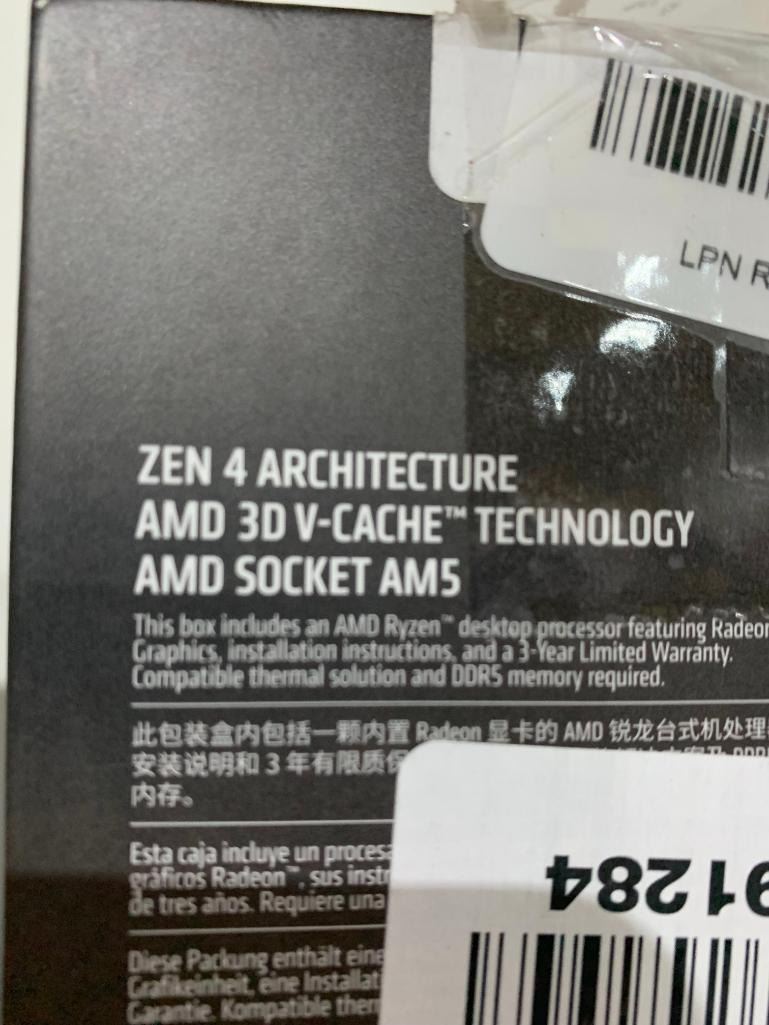 LPN R
ZEN 4 ARCHITECTURE
AMD 3D V-CACHE™ TECHNOLOGY
AMD SOCKET AM5
This box includes an AMD Ryzen™ desktop processor featuring Radeon
Graphics, installation instructions, and a 3-Year Limited Warranty.
Compatible thermal solution and DDR5 memory required.
此包装盒内包括一颗内置 Radeon 显卡的 AMD 锐龙台式机处理
安装说明和 3 年有限质保
内存。
Esta caja incluye un proces
gráficos Radeon™, sus inst
de tres años. Requiere una
91284
Diese Packung enthält eine
Grafikeinheit, eine Installat
Garantie. Kompatible ther